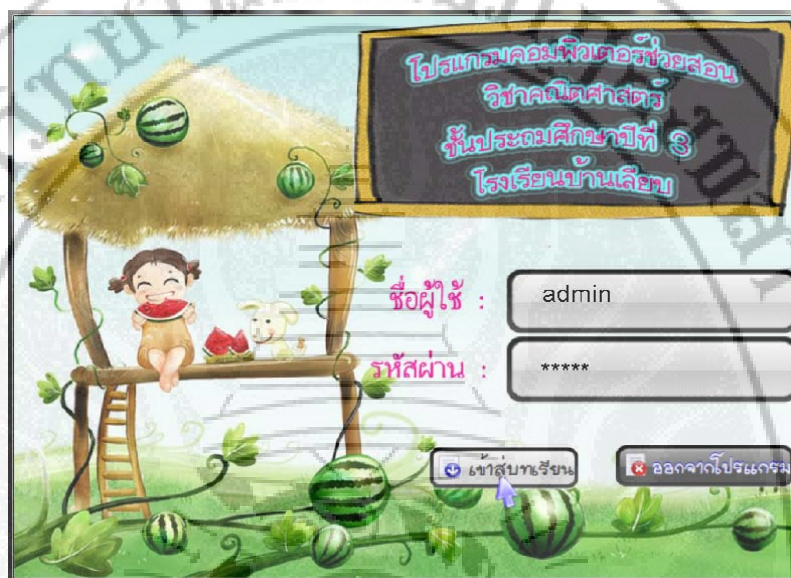 โปรแกรมคอมพิวเตอร์ช่วยสอน
วิชาคณิตศาสตร์
ชั้นประถมศึกษาปีที่ 3
โรงเรียนบ้านเลียบ
ชื่อผู้ใช้ : admin
รหัสผ่าน : *****
เข้าสู่บทเรียน ออกจากโปรแกรม